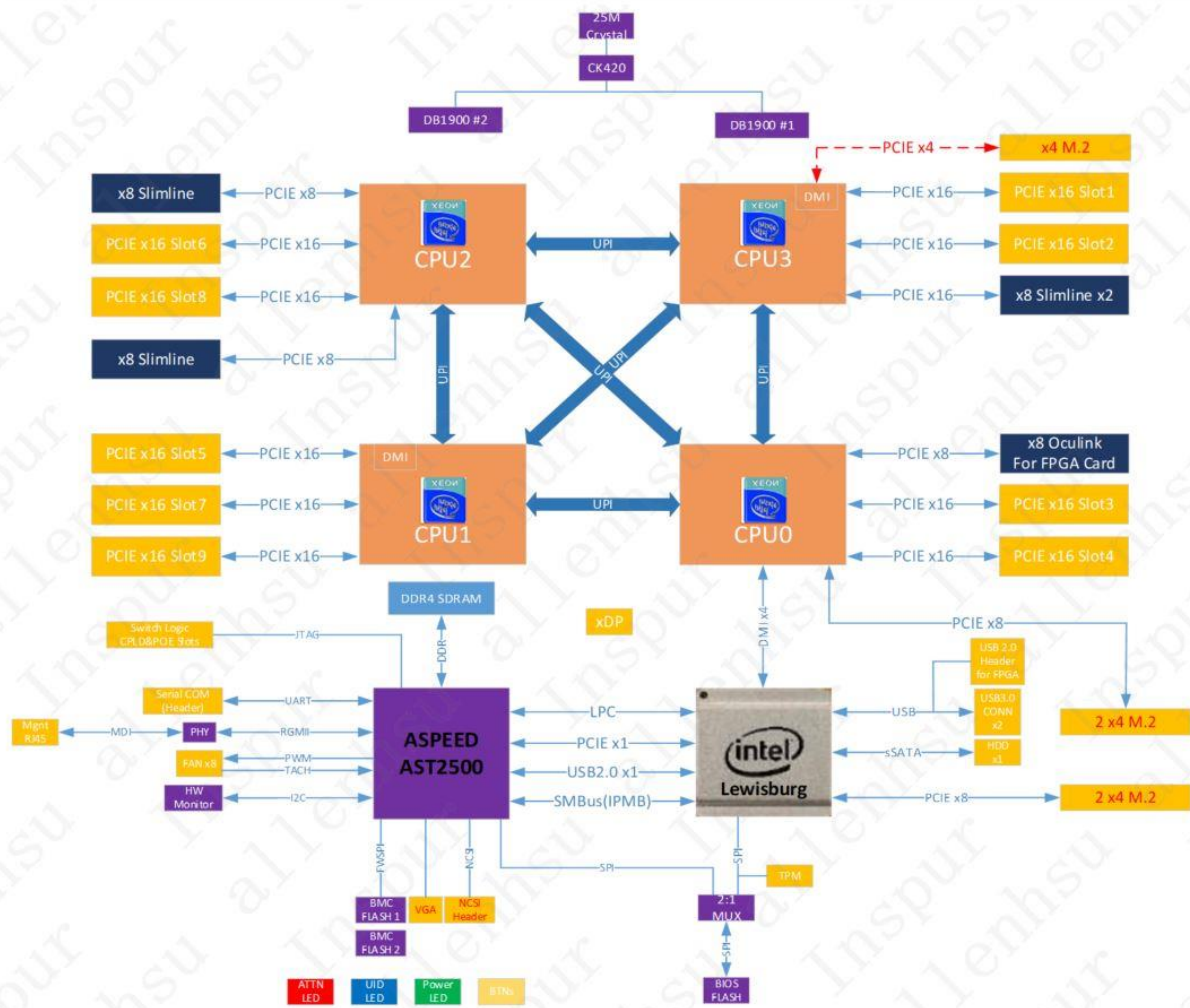 25M
Crystal
CK420
DB1900 #2
DB1900 #1
PCIE x4
x4 M.2
x8 Slimline
PCIE x8
XEON
CPU2
UPI
DMI
XEON
CPU3
PCIE x16
PCIE x16 Slot1
PCIE x16 Slot6
PCIE x16
PCIE x16
PCIE x16 Slot2
PCIE x16 Slot8
PCIE x16
PCIE x16
x8 Slimline x2
x8 Slimline
PCIE x8
UPI
UPI
UPI
UPI
PCIE x16 Slot5
PCIE x16
DMI
XEON
CPU1
UPI
XEON
CPU0
PCIE x8
x8 Oculink
For FPGA Card
PCIE x16 Slot7
PCIE x16
PCIE x16
PCIE x16 Slot3
PCIE x16 Slot9
PCIE x16
PCIE x16
PCIE x16 Slot4
DDR4 SDRAM
xDP
DMI x4
PCIE x8
Switch Logic
CPLD&POE Slots
JTAG
DDR
USB 2.0
Header
for FPGA
Serial COM
(Header)
UART
LPC
USB
USB3.0
CONN
x2
2 x4 M.2
Mgnt
RJ45
MDI
PHY
RGMII
ASPEED
AST2500
PCIE x1
intel
Lewisburg
sSATA
HDD
x1
FAN x8
PWM
TACH
USB2.0 x1
HW
Monitor
I2C
SMBus(IPMB)
PCIE x8
2 x4 M.2
FWSPI
NCSI
SPI
SPI
TPM
BMC
FLASH 1
VGA
NCSI
Header
2:1
MUX
BMC
FLASH 2
SPI
BIOS
FLASH
ATTN
LED
UID
LED
Power
LED
BTNs
Inspur
allenhsu